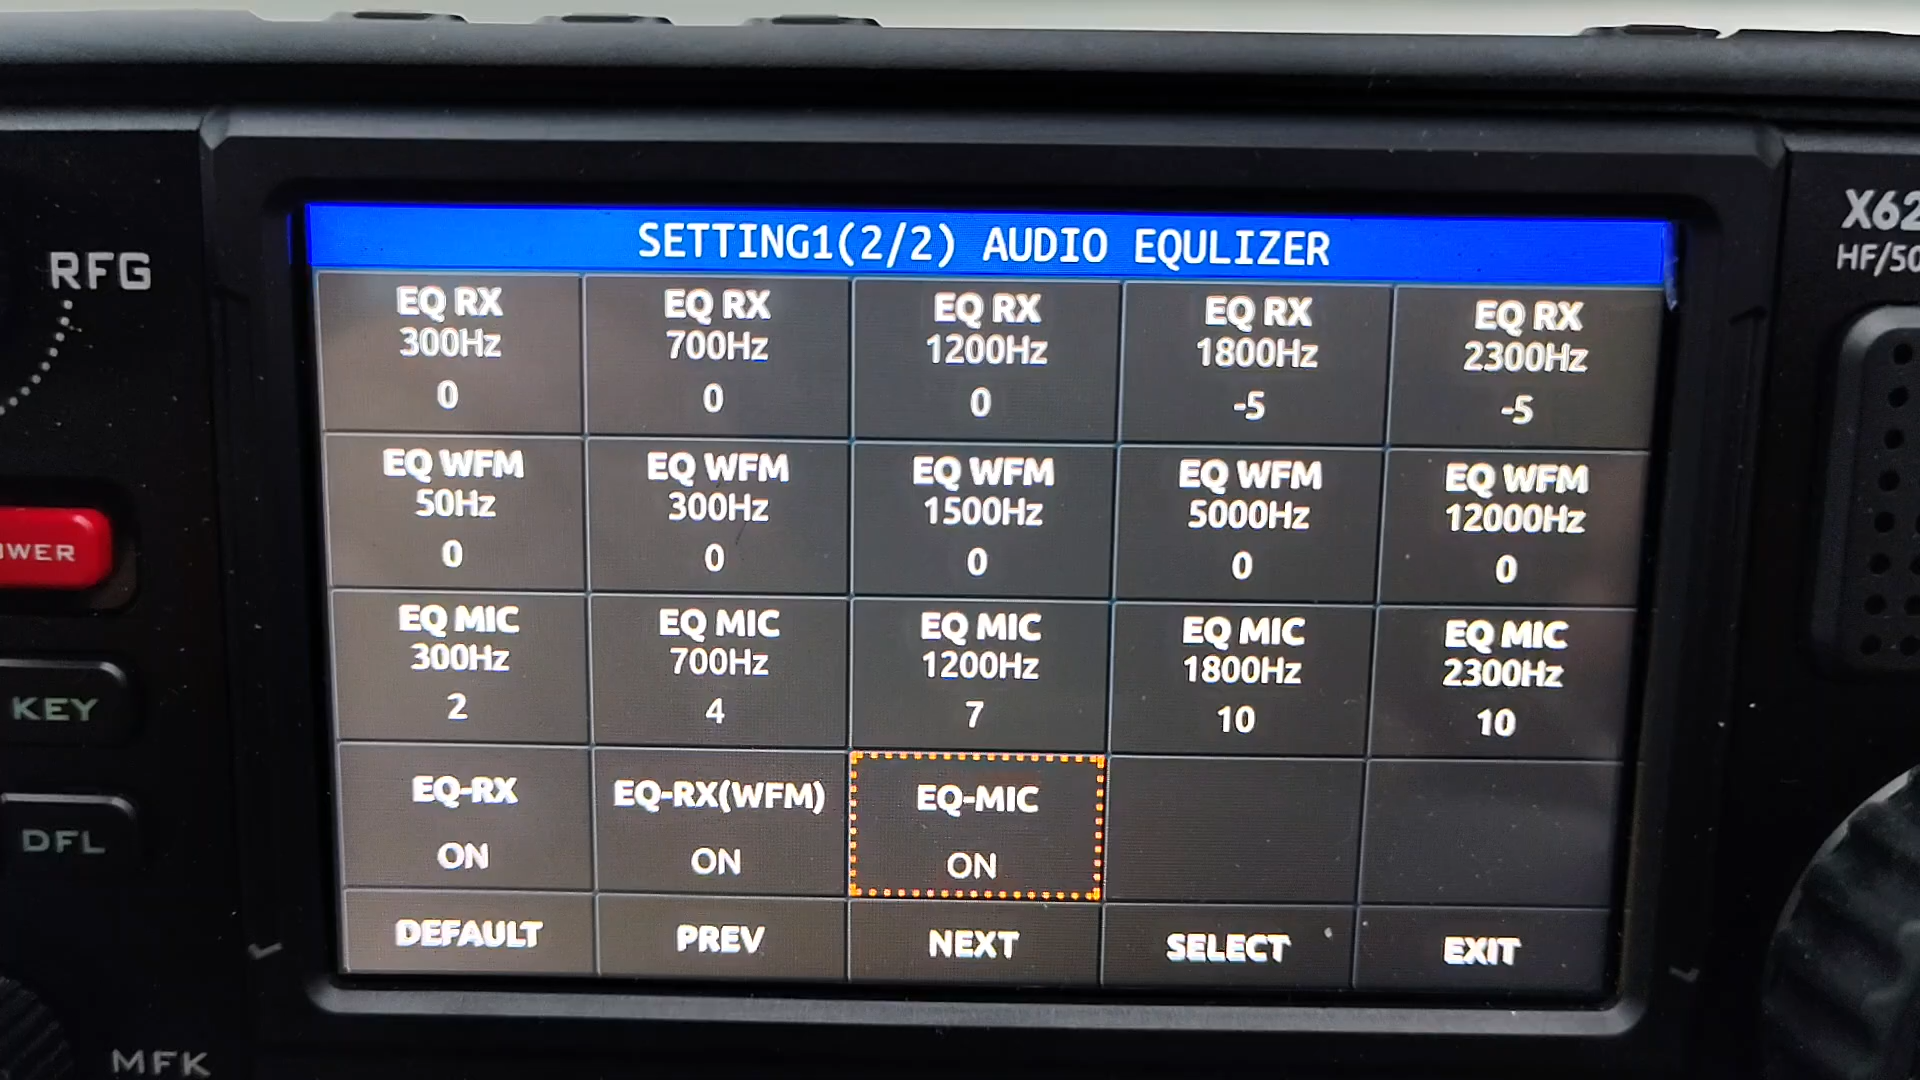 SETTING1(2/2) AUDIO EQULIZER
RFG
HF/50
EQ RX EQ RX EQ RX EQ RX EQ RX
300Hz 700Hz 1200Hz 1800Hz 2300Hz
0 0 0 -5 -5
EQ WFM EQ WFM EQ WFM EQ WFM EQ WFM
50Hz 300Hz 1500Hz 5000Hz 12000Hz
0 0 0 0 0
EQ MIC EQ MIC EQ MIC EQ MIC EQ MIC
300Hz 700Hz 1200Hz 1800Hz 2300Hz
2 4 7 10 10
KEY
EQ-RX EQ-RX(WFM) EQ-MIC
ON ON ON
DFL
DEFAULT PREV NEXT SELECT EXIT
MFK